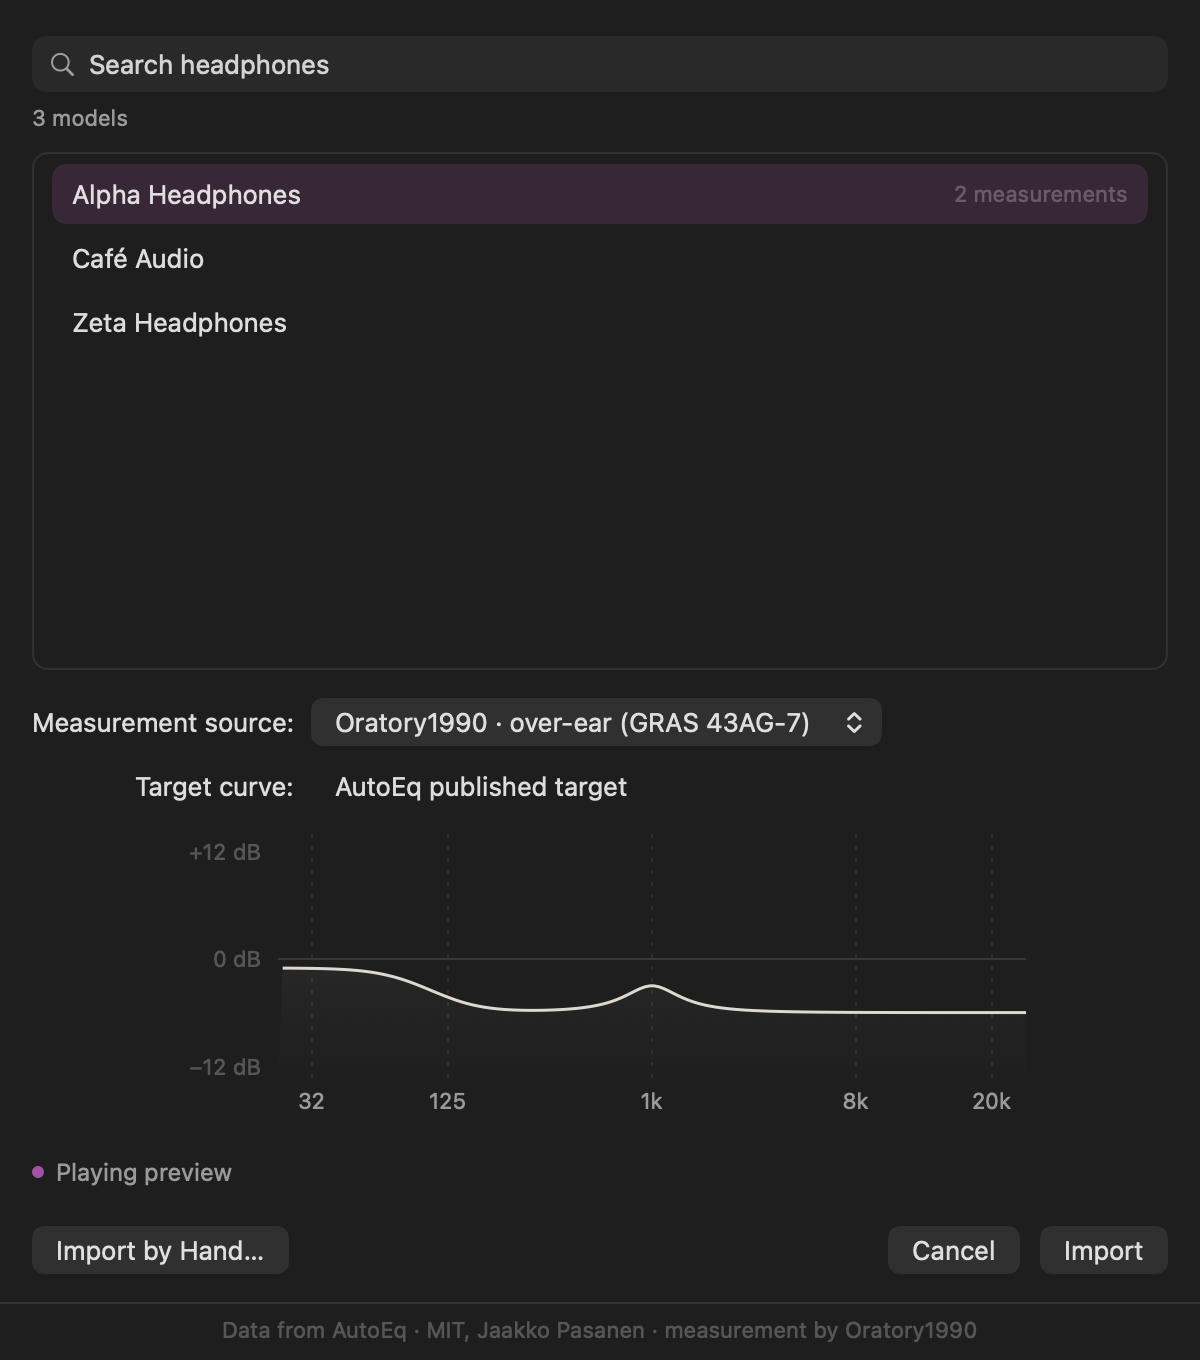 Search headphones
3 models
Alpha Headphones 2 measurements
Café Audio
Zeta Headphones
Measurement source: Oratory1990 · over-ear (GRAS 43AG-7)
Target curve: AutoEq published target
+12 dB
0 dB
−12 dB
32 125 1k 8k 20k
Playing preview
Import by Hand... Cancel Import
Data from AutoEq · MIT, Jaakko Pasanen · measurement by Oratory1990